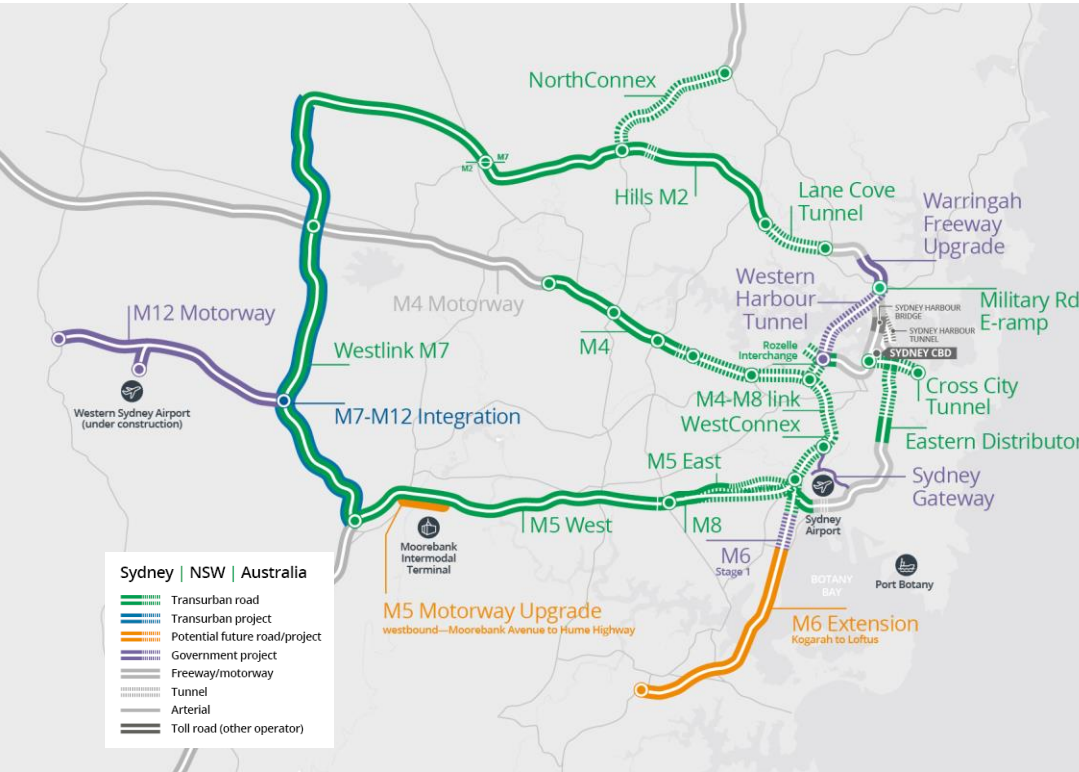 NorthConnex
M7
M2
Hills M2
Lane Cove
Tunnel
Warringah
Freeway
Upgrade
Western
Harbour
Tunnel
Military Rd
E-ramp
SYDNEY HARBOUR
BRIDGE
SYDNEY HARBOUR
TUNNEL
SYDNEY CBD
M12 Motorway
M4 Motorway
Westlink M7
M4
Rozelle
Interchange
Cross City
Tunnel
Western Sydney Airport
(under construction)
M7-M12 Integration
M4-M8 link
WestConnex
Eastern Distributor
M5 East
Sydney
Gateway
M5 West
M8
Sydney
Airport
Moorebank
Intermodal
Terminal
M6
Stage 1
BOTANY
BAY
Port Botany
M5 Motorway Upgrade
westbound—Moorebank Avenue to Hume Highway
M6 Extension
Kogarah to Loftus
Sydney | NSW | Australia
Transurban road
Transurban project
Potential future road/project
Government project
Freeway/motorway
Tunnel
Arterial
Toll road (other operator)